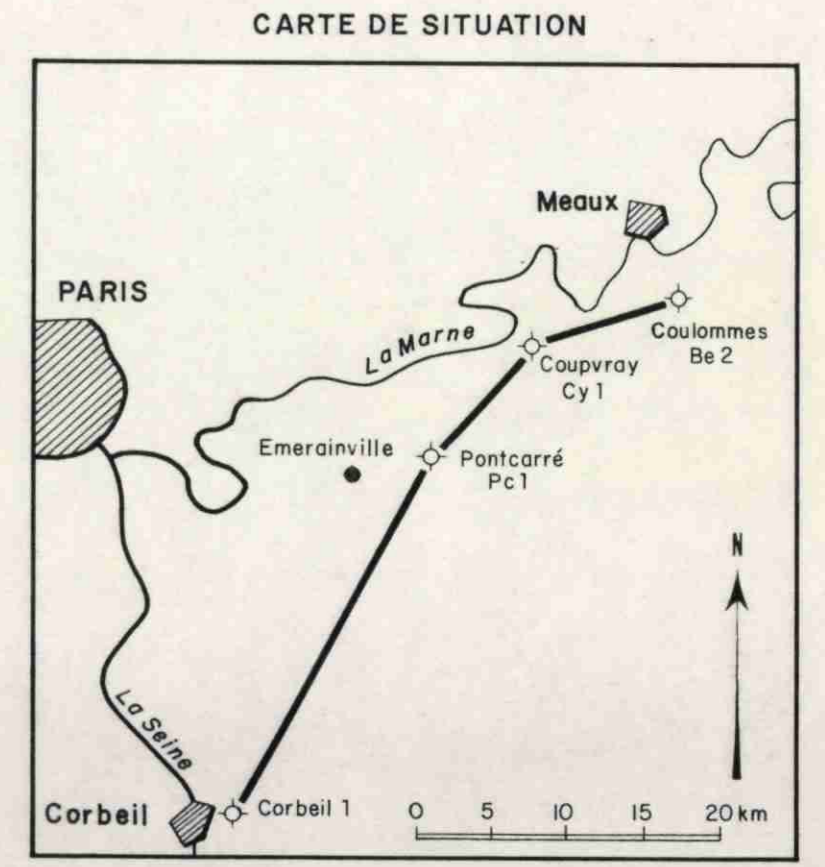 CARTE DE SITUATION
Meaux
PARIS
La Marne
Coulommes
Be 2
Coupvray
Cy 1
Emerainville
Pontcarré
Pc 1
N
La Seine
Corbeil
Corbeil 1
0 5 10 15 20 km